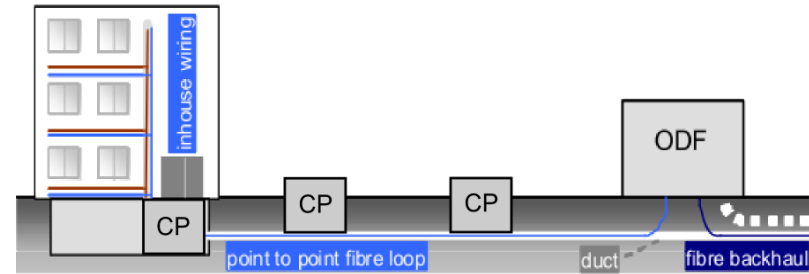 inhouse wiring
ODF
CP
CP
CP
point to point fibre loop
duct
fibre backhaul